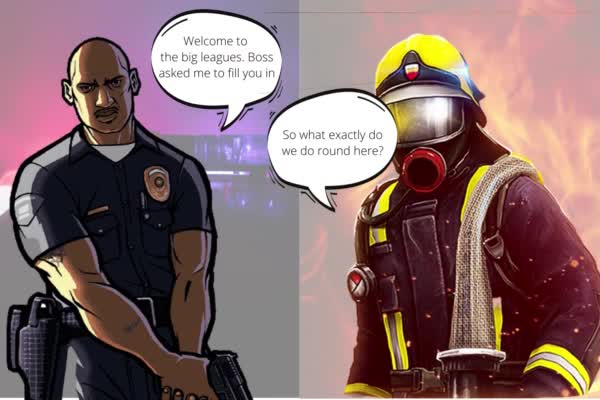 Welcome to
the big leagues. Boss
asked me to fill you in
So what exactly do
we do round here?